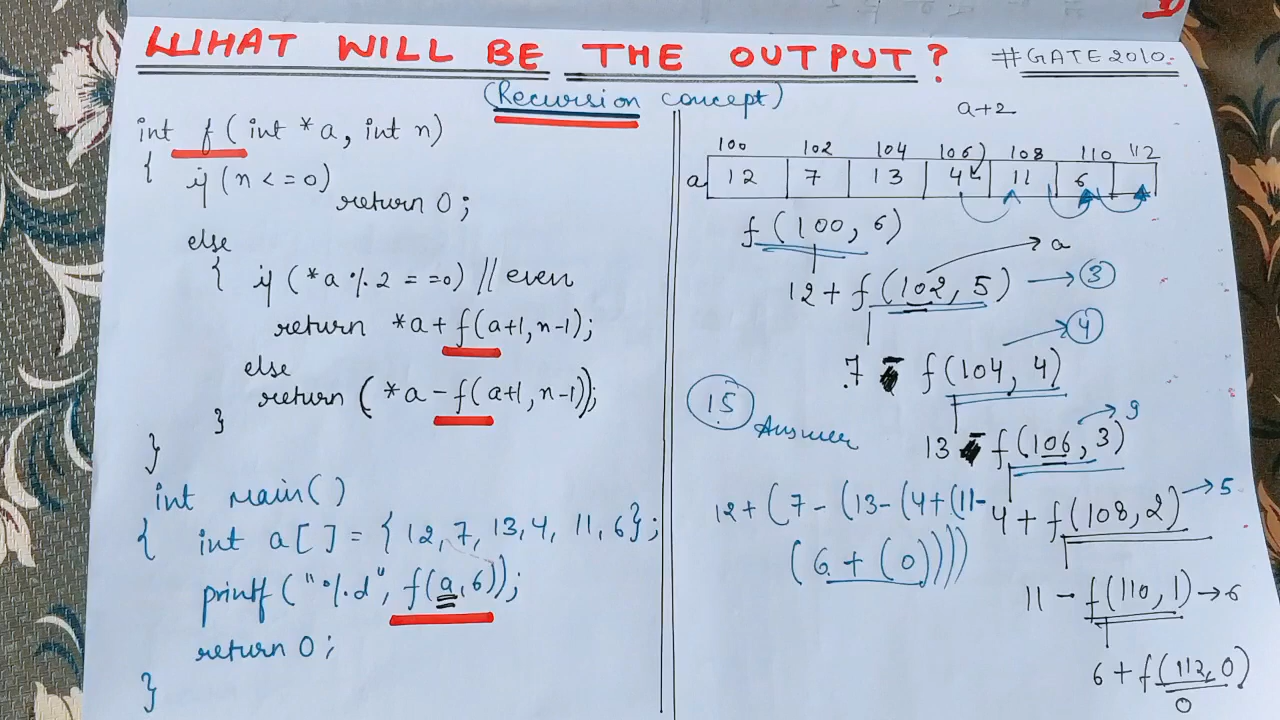 WHAT WILL BE THE OUTPUT?
#GATE2010.
(Recursion concept)
int f(int *a, int n)
{ if (n <= 0)
return 0;
else
{ if (*a % 2 == 0) // even
return *a + f(a+1, n-1);
else
return (*a - f(a+1, n-1));
}
}
int main()
{ int a[] = {12, 7, 13, 4, 11, 6};
printf("%d", f(a,6));
return 0;
}
a+2
100 102 104 106) 108 110 112
a 12 7 13 4 11 6
f(100, 6)
a
12 + f(102, 5) → 3
4
7 - f(104, 4)
15 Answer
9
13 - f(106, 3)
12 + (7 - (13 - (4 + (11 -
(6 + (0))))
4 + f(108, 2) → 5
11 - f(110, 1) → 6
6 + f(112, 0)
0